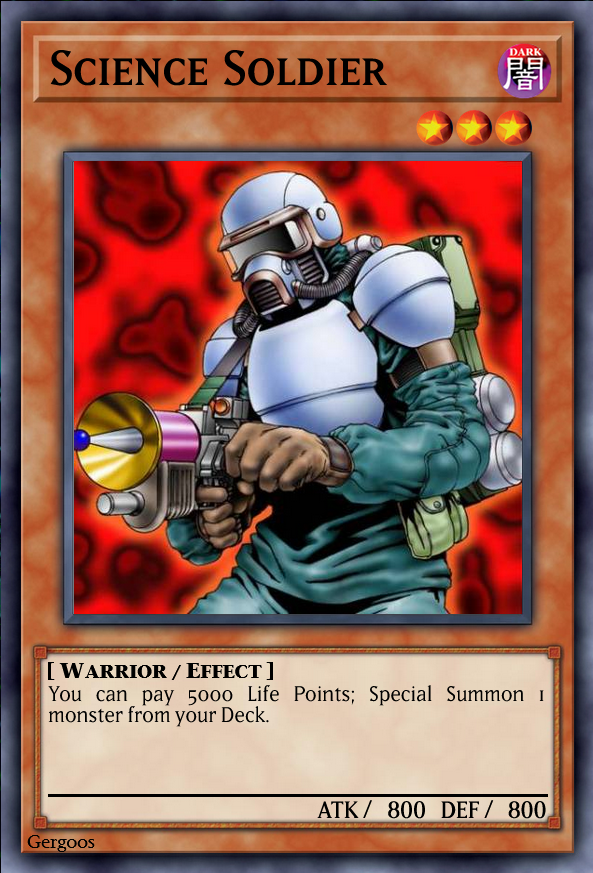 Science Soldier
DARK
闇
[ Warrior / Effect ]
You can pay 5000 Life Points; Special Summon 1
monster from your Deck.
ATK / 800 DEF / 800
Gergoos